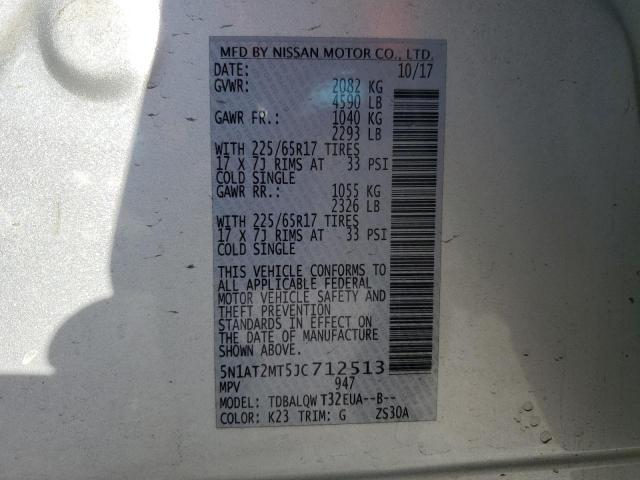 MFD BY NISSAN MOTOR CO., LTD.
DATE: 10/17
GVWR: 2082 KG
4590 LB
GAWR FR.: 1040 KG
2293 LB
WITH 225/65R17 TIRES
17 X 7J RIMS AT 33 PSI
COLD SINGLE
GAWR RR.: 1055 KG
2326 LB
WITH 225/65R17 TIRES
17 X 7J RIMS AT 33 PSI
COLD SINGLE
THIS VEHICLE CONFORMS TO
ALL APPLICABLE FEDERAL
MOTOR VEHICLE SAFETY AND
THEFT PREVENTION
STANDARDS IN EFFECT ON
THE DATE OF MANUFACTURE
SHOWN ABOVE.
5N1AT2MT5JC712513
MPV 947
MODEL: TDBALQW T32EUA--B--
COLOR: K23 TRIM: G ZS30A